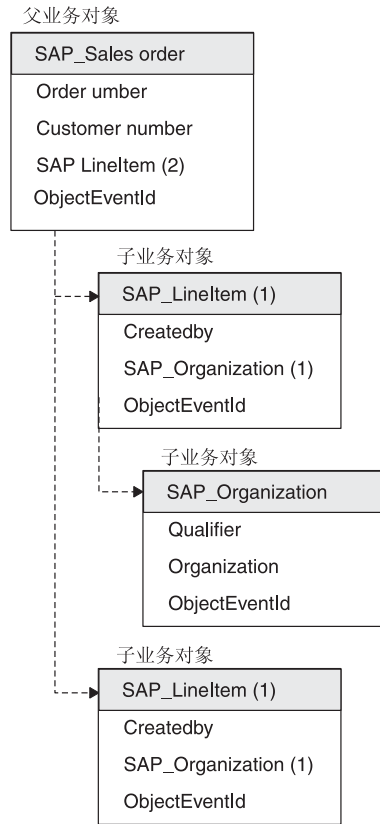 父业务对象
SAP_Sales order
Order umber
Customer number
SAP LineItem (2)
ObjectEventId
子业务对象
SAP_LineItem (1)
Createdby
SAP_Organization (1)
ObjectEventId
子业务对象
SAP_Organization
Qualifier
Organization
ObjectEventId
子业务对象
SAP_LineItem (1)
Createdby
SAP_Organization (1)
ObjectEventId